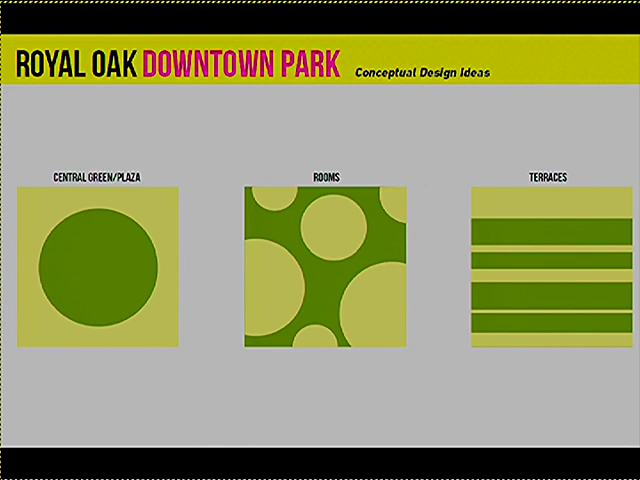 ROYAL OAK DOWNTOWN PARK Conceptual Design Ideas
CENTRAL GREEN/PLAZA
ROOMS
TERRACES